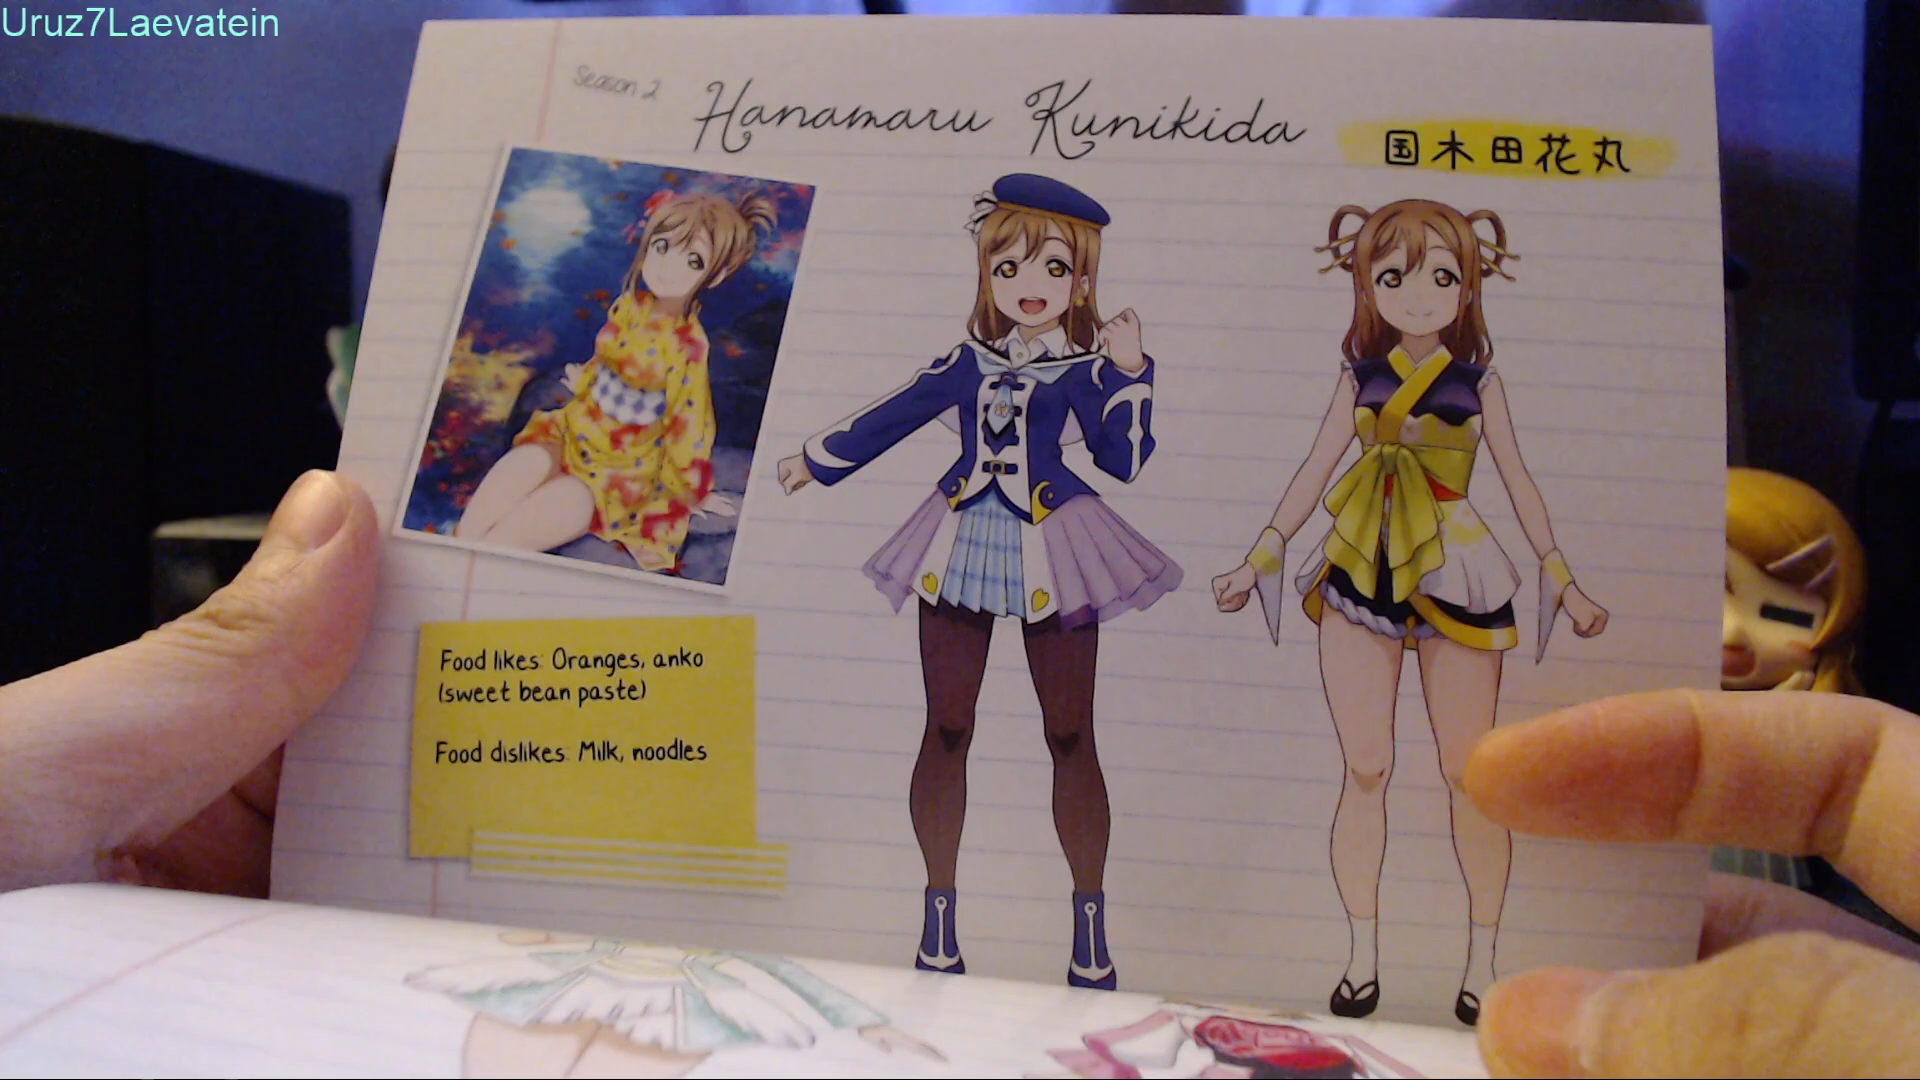 Uruz7Laevatein
Season 2
Hanamaru Kunikida
国木田花丸
Food likes: Oranges, anko
(sweet bean paste)
Food dislikes: Milk, noodles